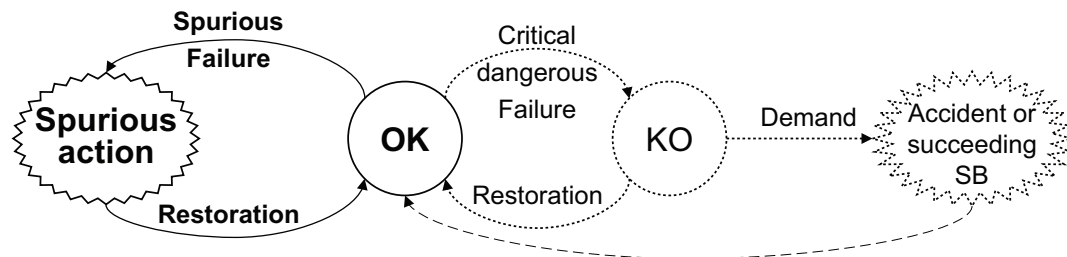 Spurious
Failure
Spurious
action
Restoration
OK
Critical
dangerous
Failure
Restoration
KO
Demand
Accident or
succeeding
SB